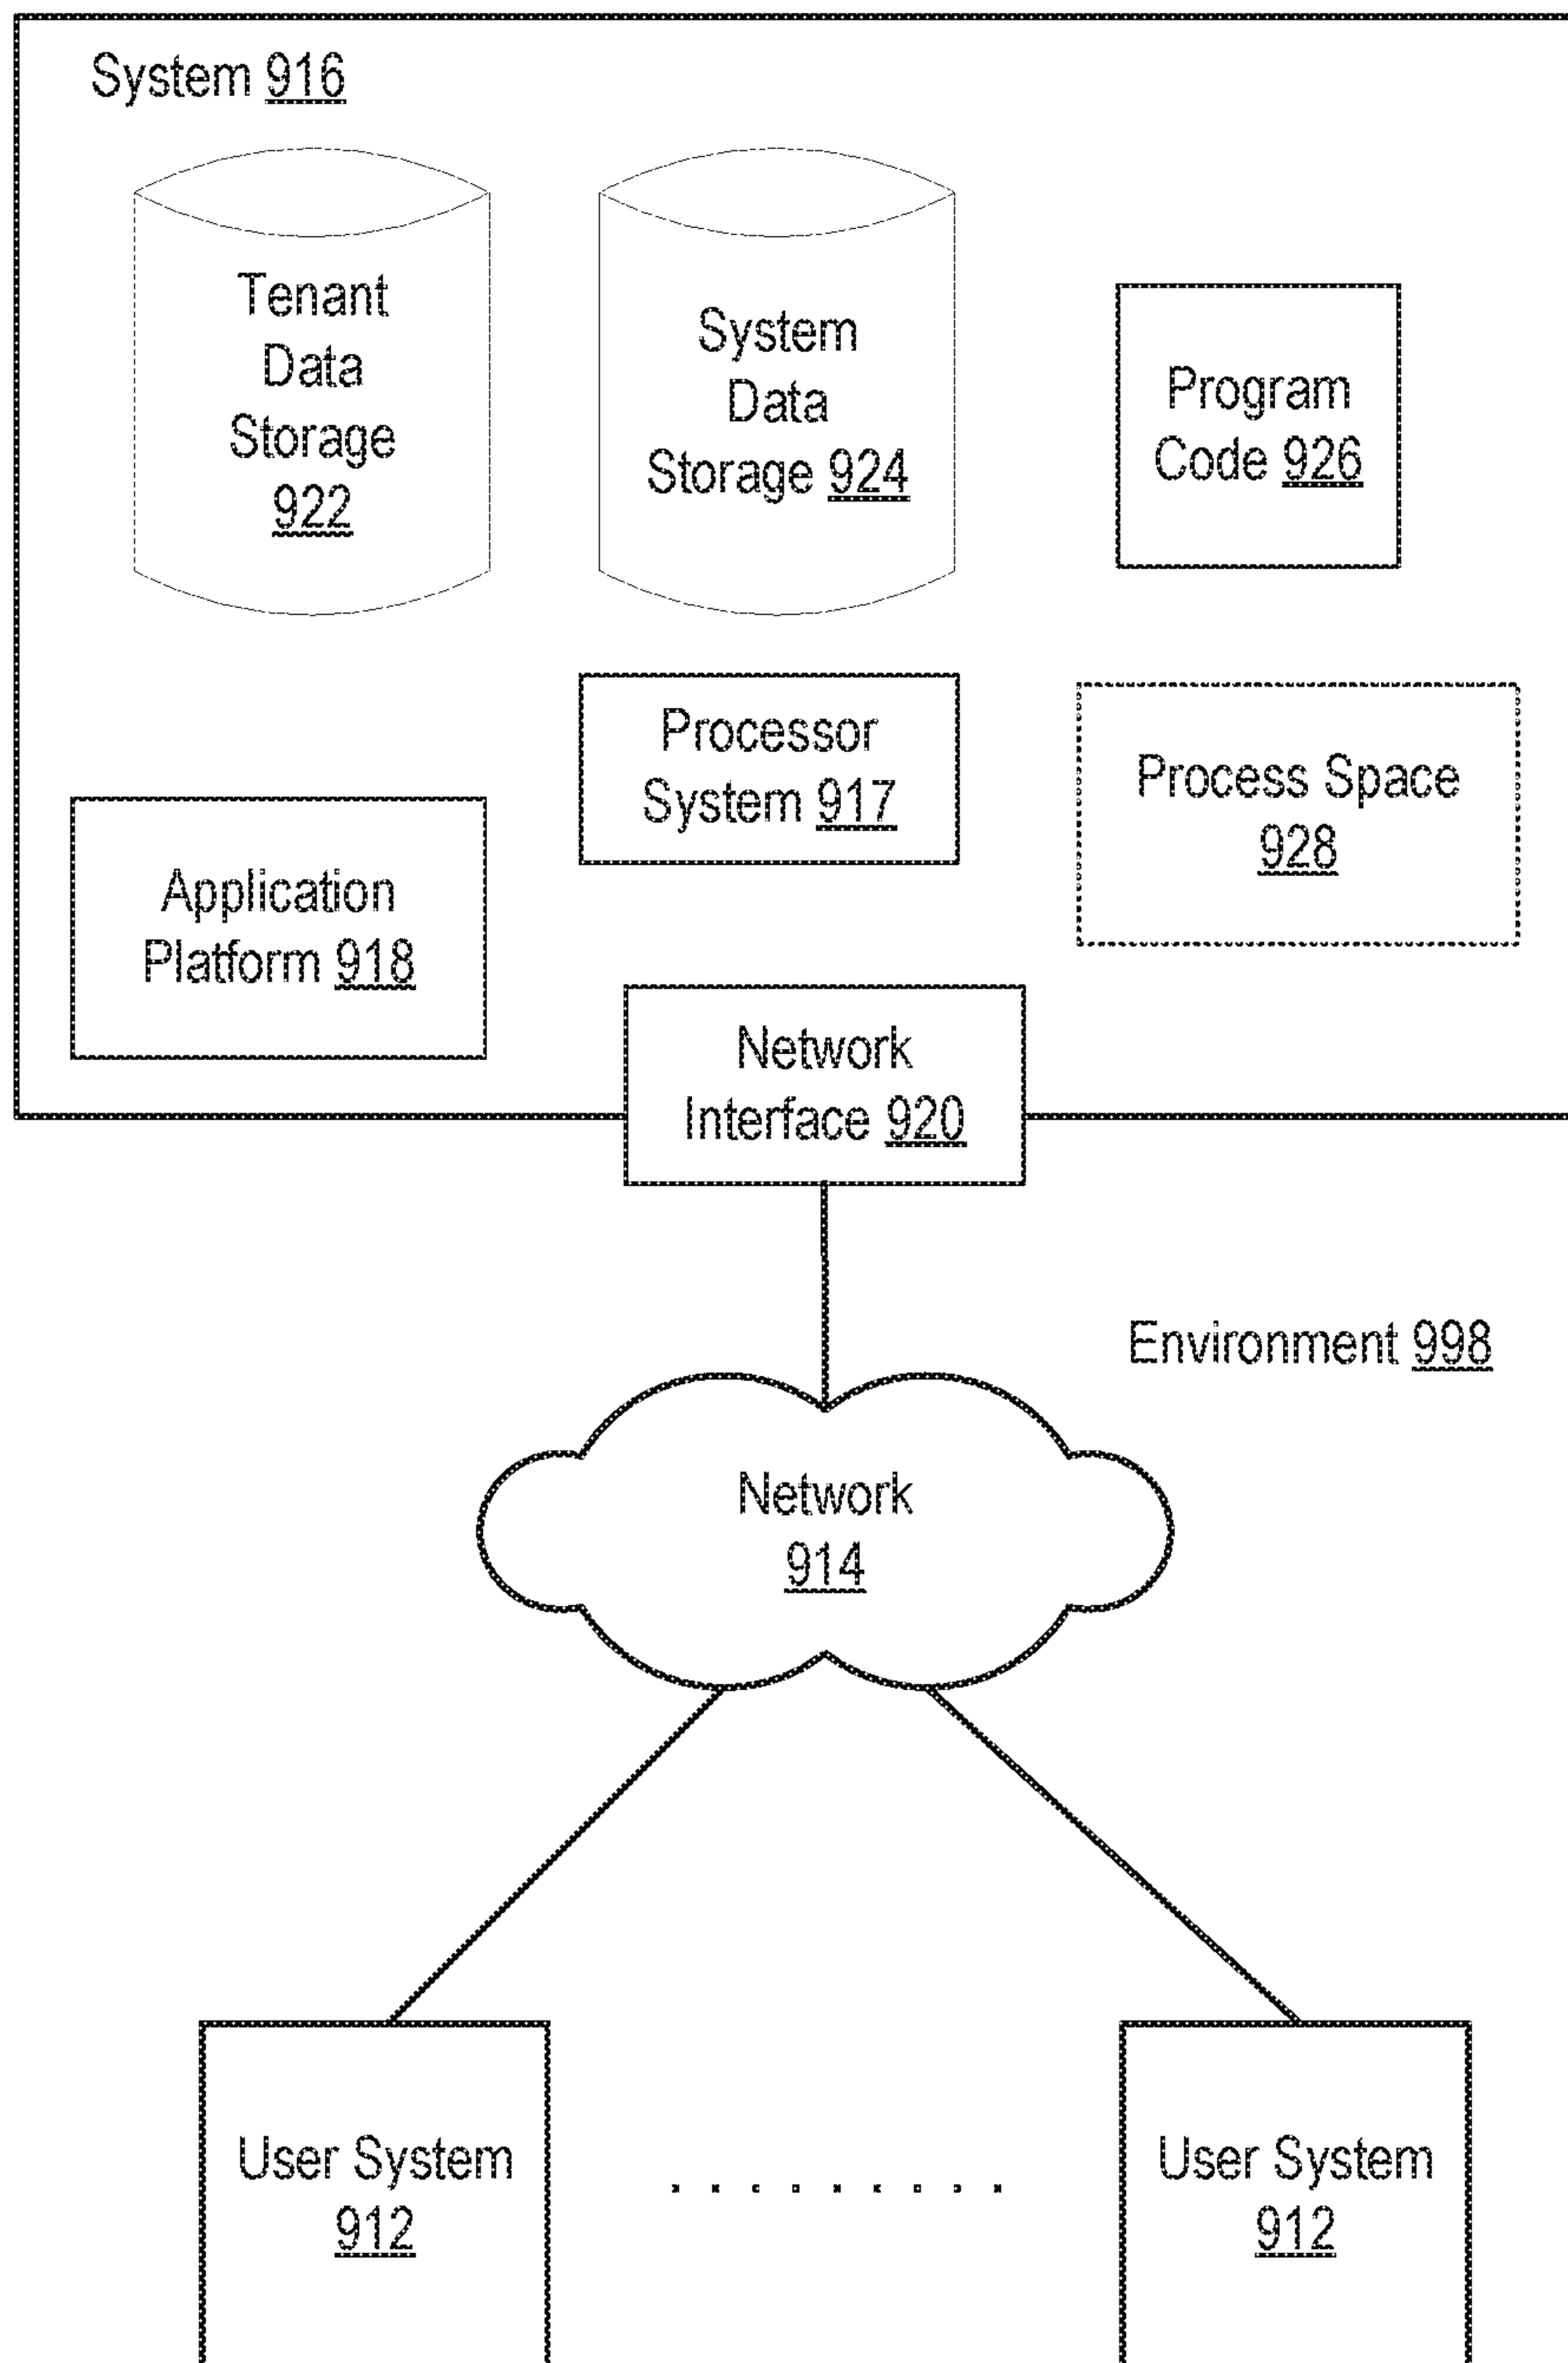 System 916
Tenant
Data
Storage
922
System
Data
Storage 924
Program
Code 926
Processor
System 917
Process Space
928
Application
Platform 918
Network
Interface 920
Environment 998
Network
914
User System
912
User System
912